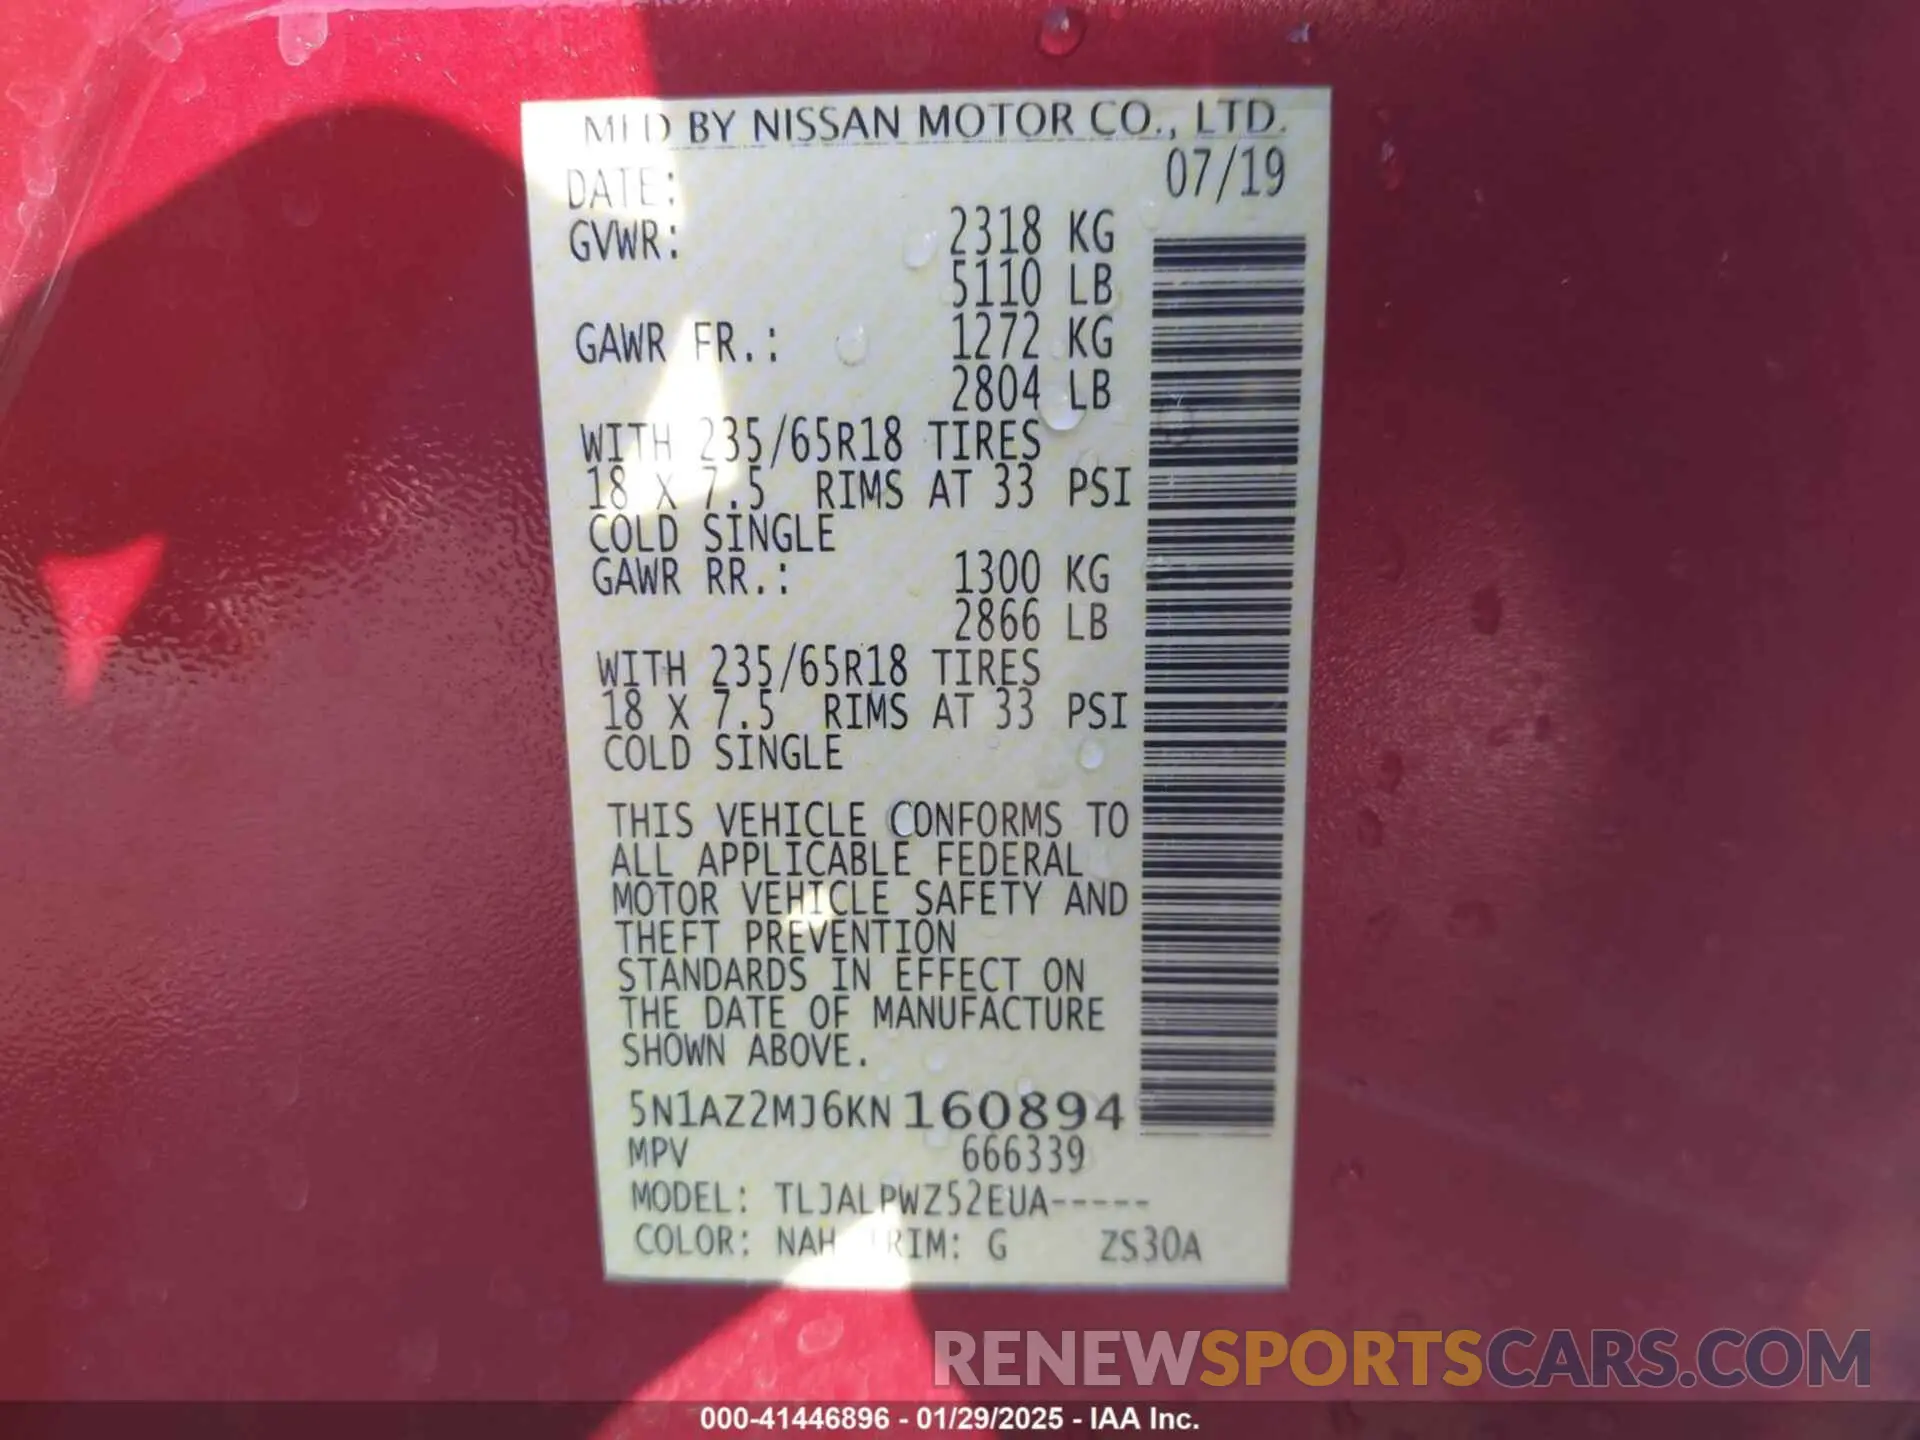 MFD BY NISSAN MOTOR CO., LTD.
DATE: 07/19
GVWR: 2318 KG
5110 LB
GAWR FR.: 1272 KG
2804 LB
WITH 235/65R18 TIRES
18 X 7.5 RIMS AT 33 PSI
COLD SINGLE
GAWR RR.: 1300 KG
2866 LB
WITH 235/65R18 TIRES
18 X 7.5 RIMS AT 33 PSI
COLD SINGLE
THIS VEHICLE CONFORMS TO
ALL APPLICABLE FEDERAL
MOTOR VEHICLE SAFETY AND
THEFT PREVENTION
STANDARDS IN EFFECT ON
THE DATE OF MANUFACTURE
SHOWN ABOVE.
5N1AZ2MJ6KN160894
MPV 666339
MODEL: TLJALPWZ52EUA-----
COLOR: NAH TRIM: G ZS30A
RENEWSPORTSCARS.COM
000-41446896 - 01/29/2025 - IAA Inc.